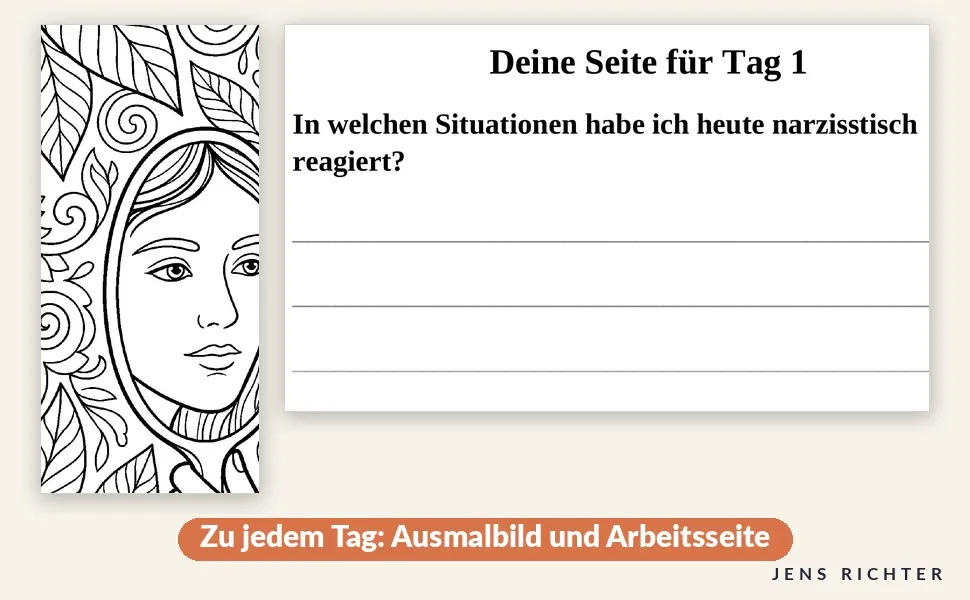 Deine Seite für Tag 1
In welchen Situationen habe ich heute narzisstisch
reagiert?
Zu jedem Tag: Ausmalbild und Arbeitsseite
JENS RICHTER